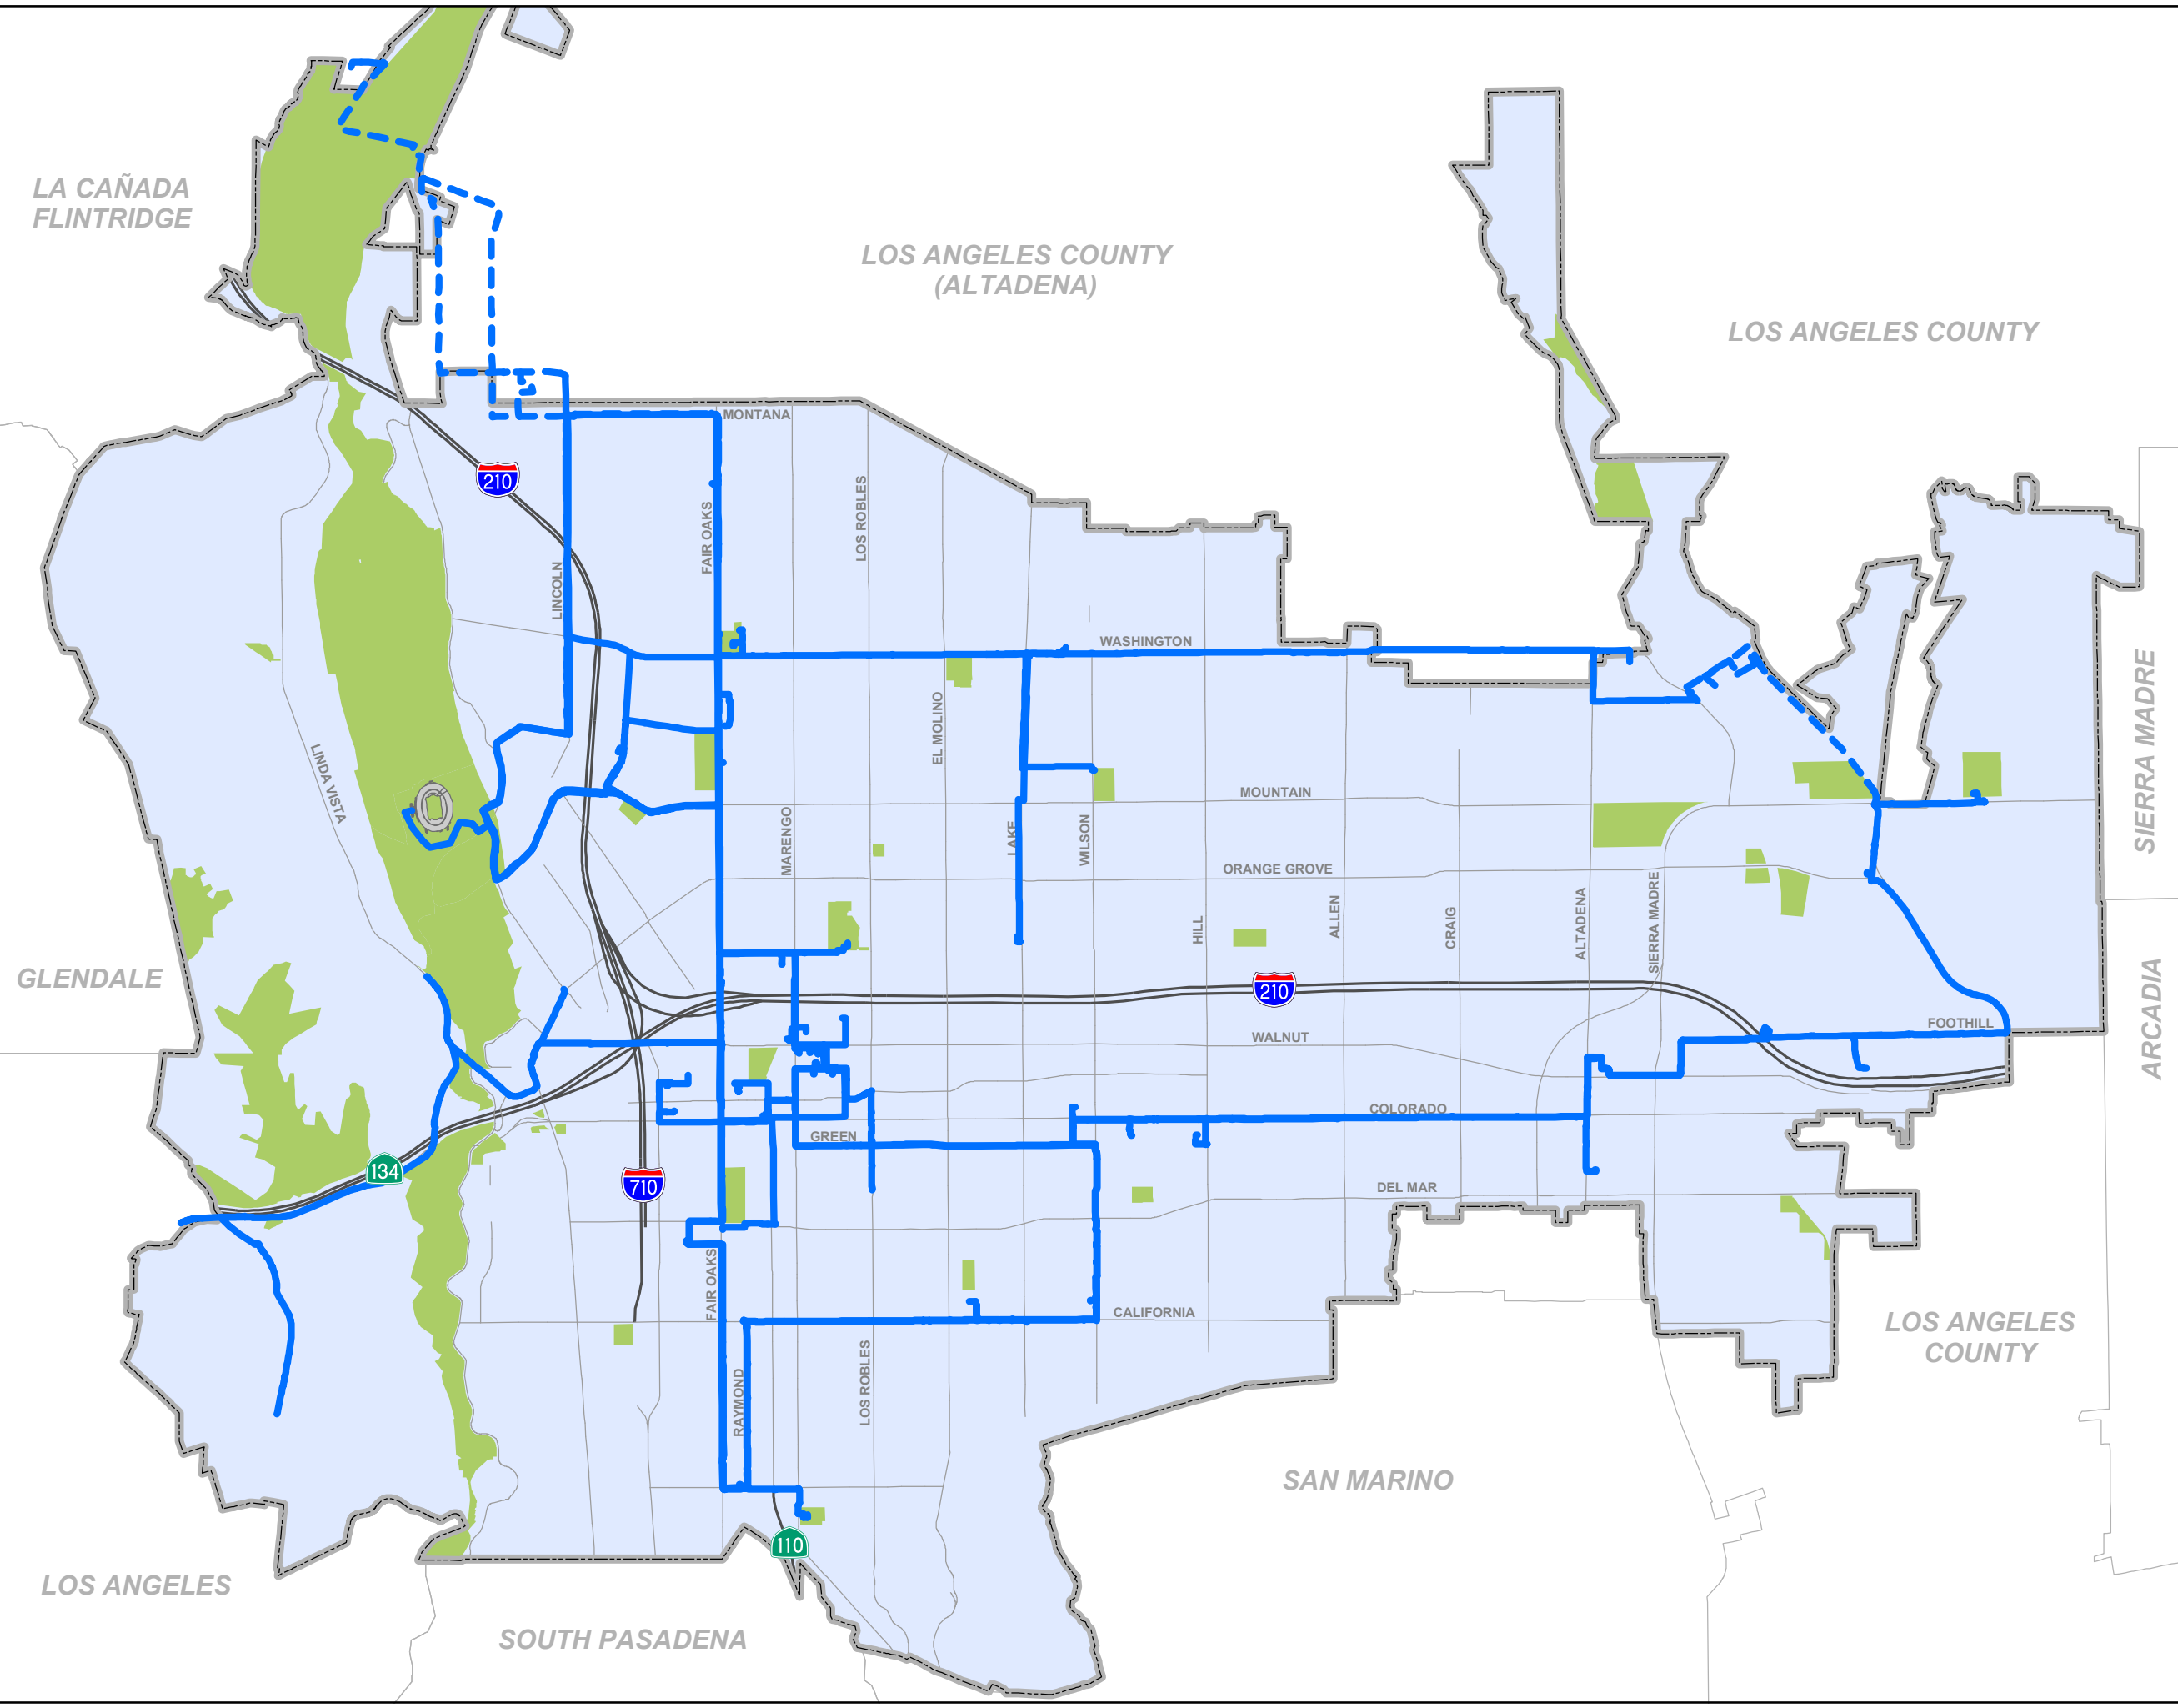 LA CAÑADA
FLINTRIDGE
LOS ANGELES COUNTY
(ALTADENA)
LOS ANGELES COUNTY
MONTANA
210
FAIR OAKS
LOS ROBLES
LINCOLN
WASHINGTON
SIERRA MADRE
EL MOLINO
LINDA VISTA
MOUNTAIN
MARENGO
LAKE
WILSON
ORANGE GROVE
HILL
ALLEN
CRAIG
ALTADENA
SIERRA MADRE
GLENDALE
210
ARCADIA
FOOTHILL
WALNUT
COLORADO
GREEN
134
710
DEL MAR
FAIR OAKS
CALIFORNIA
LOS ANGELES
COUNTY
RAYMOND
LOS ROBLES
SAN MARINO
110
LOS ANGELES
SOUTH PASADENA